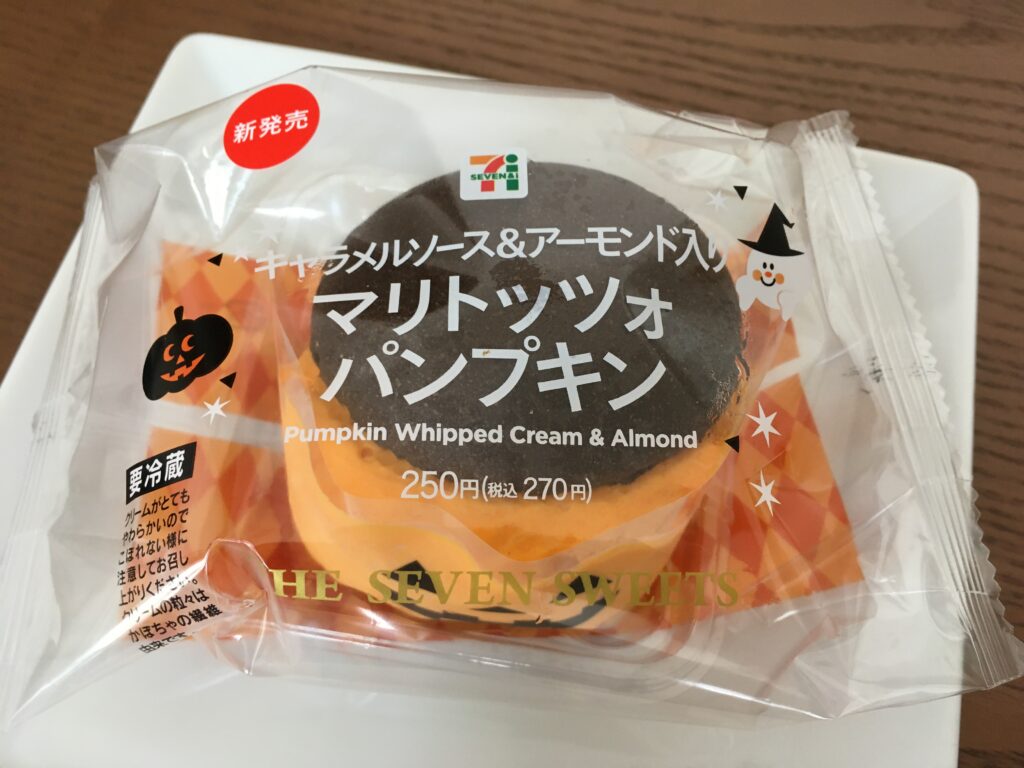 新発売
SEVEN&i
キャラメルソース&アーモンド入り
マリトッツォ
パンプキン
Pumpkin Whipped Cream & Almond
250円(税込 270円)
要冷蔵
クリームがとても
やわらかいので
こぼれない様に
注意してお召し
上がりください。
クリームの粒々は
かぼちゃの繊維
由来です
HE SEVEN SWEETS